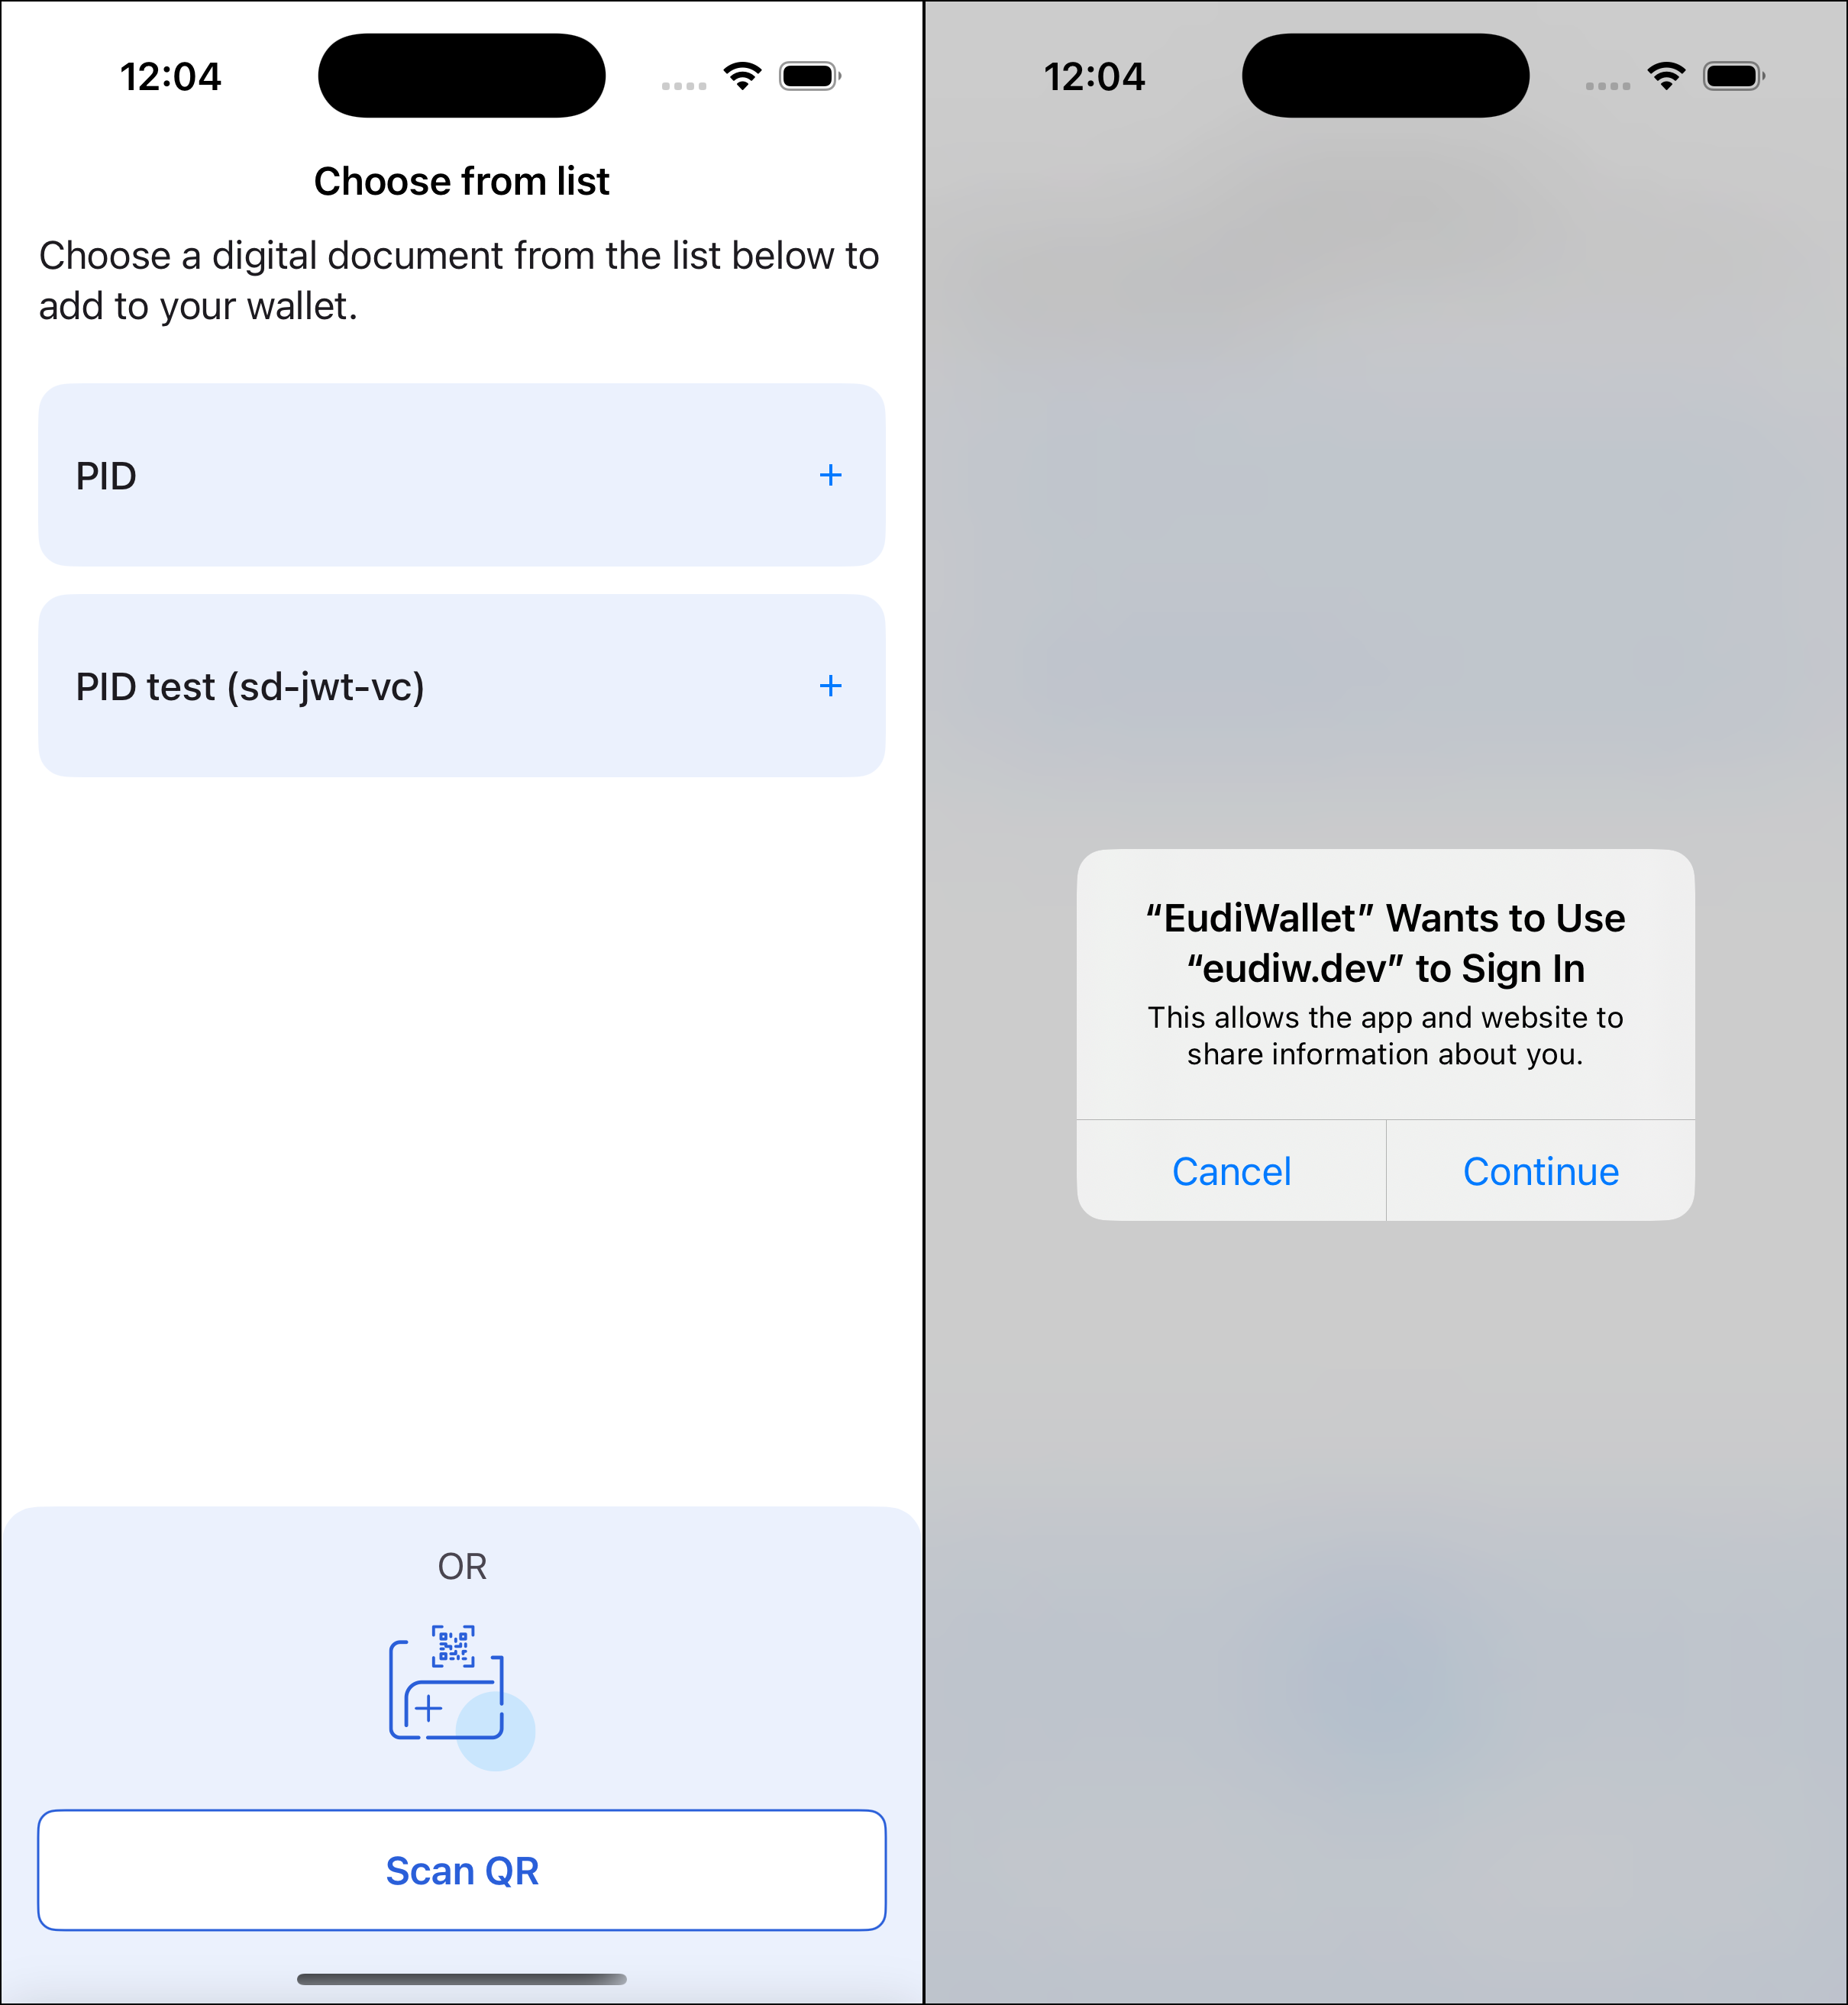 12:04
Choose from list
Choose a digital document from the list below to
add to your wallet.
PID
PID test (sd-jwt-vc)
OR
Scan QR
12:04
“EudiWallet” Wants to Use
“eudiw.dev” to Sign In
This allows the app and website to
share information about you.
Cancel
Continue